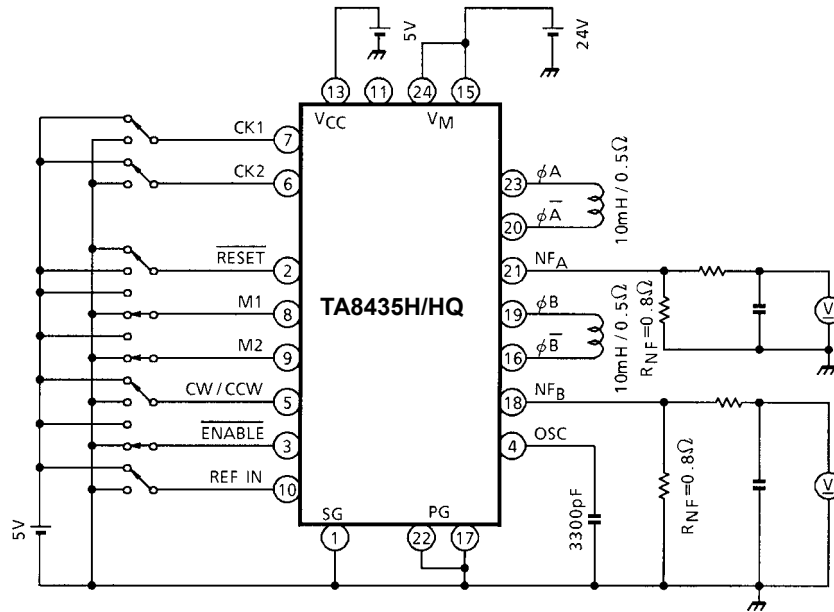 5V
24V
13
11
24
15
VCC
VM
CK1
7
CK2
6
23
ϕA
20
ϕA̅
10mH / 0.5Ω
R̅E̅S̅E̅T̅
2
21
NFA
TA8435H/HQ
M1
8
19
ϕB
10mH / 0.5Ω
RNF=0.8Ω
V
M2
9
16
ϕB̅
CW / CCW
5
18
NFB
E̅N̅A̅B̅L̅E̅
3
4
OSC
REF IN
10
3300pF
RNF=0.8Ω
V
5V
SG
PG
1
22
17